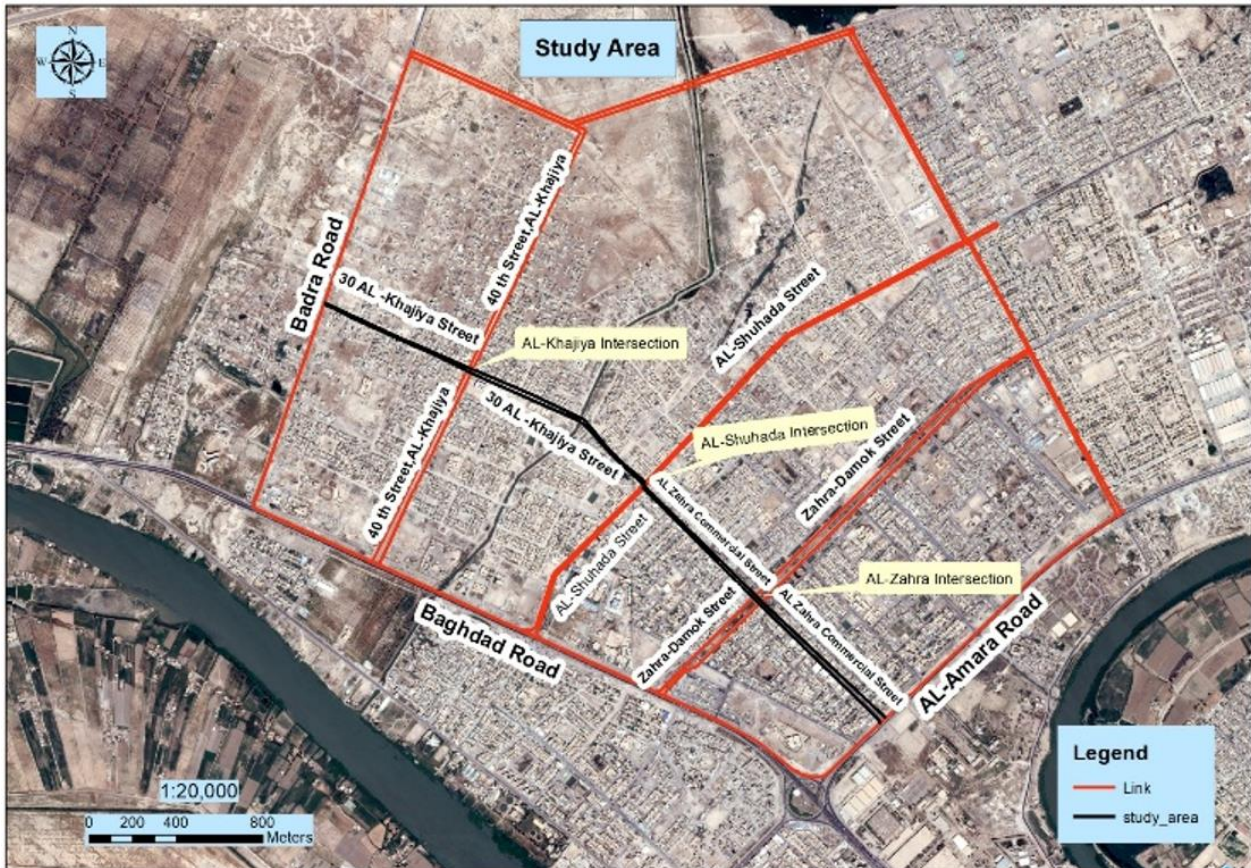 N
W
E
S
Study Area
Badra Road
30 AL -Khajiya Street
40 th Street,AL-Khajiya
AL-Khajiya Intersection
AL-Shuhada Street
40 th Street,AL-Khajiya
30 AL -Khajiya Street
AL-Shuhada Intersection
Zahra-Damok Street
AL Zahra Commercial Street
AL-Shuhada Street
AL-Zahra Intersection
Baghdad Road
Zahra-Damok Street
AL Zahra Commercial Street
AL-Amara Road
Legend
Link
study_area
1:20,000
0 200 400 800
Meters